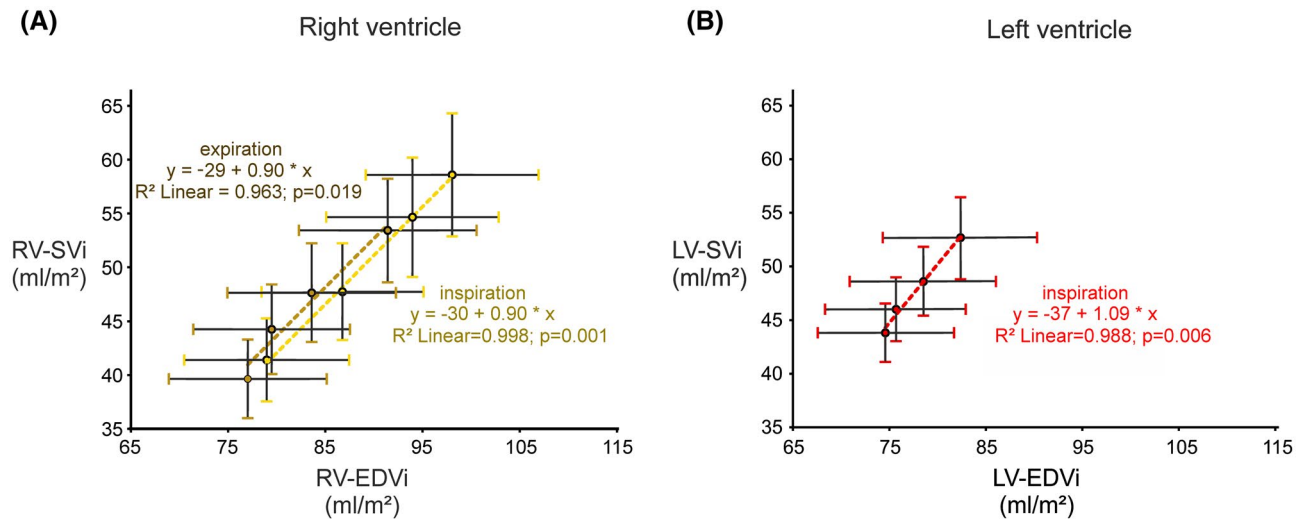 (A)
Right ventricle
65
60
55
50
45
40
35
65
75
85
95
105
115
RV-SVi
(ml/m²)
RV-EDVi
(ml/m²)
expiration
y = -29 + 0.90 * x
R² Linear = 0.963; p=0.019
inspiration
y = -30 + 0.90 * x
R² Linear=0.998; p=0.001
(B)
Left ventricle
65
60
55
50
45
40
35
65
75
85
95
105
115
LV-SVi
(ml/m²)
LV-EDVi
(ml/m²)
inspiration
y = -37 + 1.09 * x
R² Linear=0.988; p=0.006